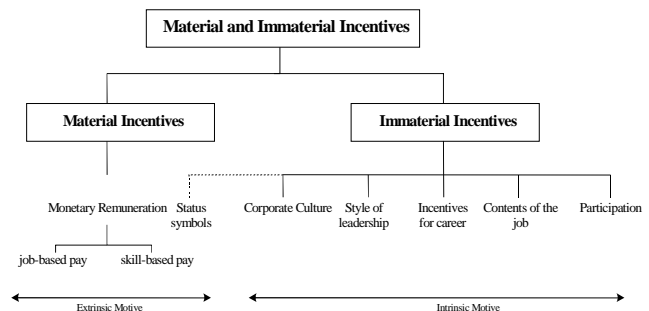 Material and Immaterial Incentives
Material Incentives
Immaterial Incentives
Monetary Remuneration
Status
symbols
Corporate Culture
Style of
leadership
Incentives
for career
Contents of the
job
Participation
job-based pay
skill-based pay
Extrinsic Motive
Intrinsic Motive